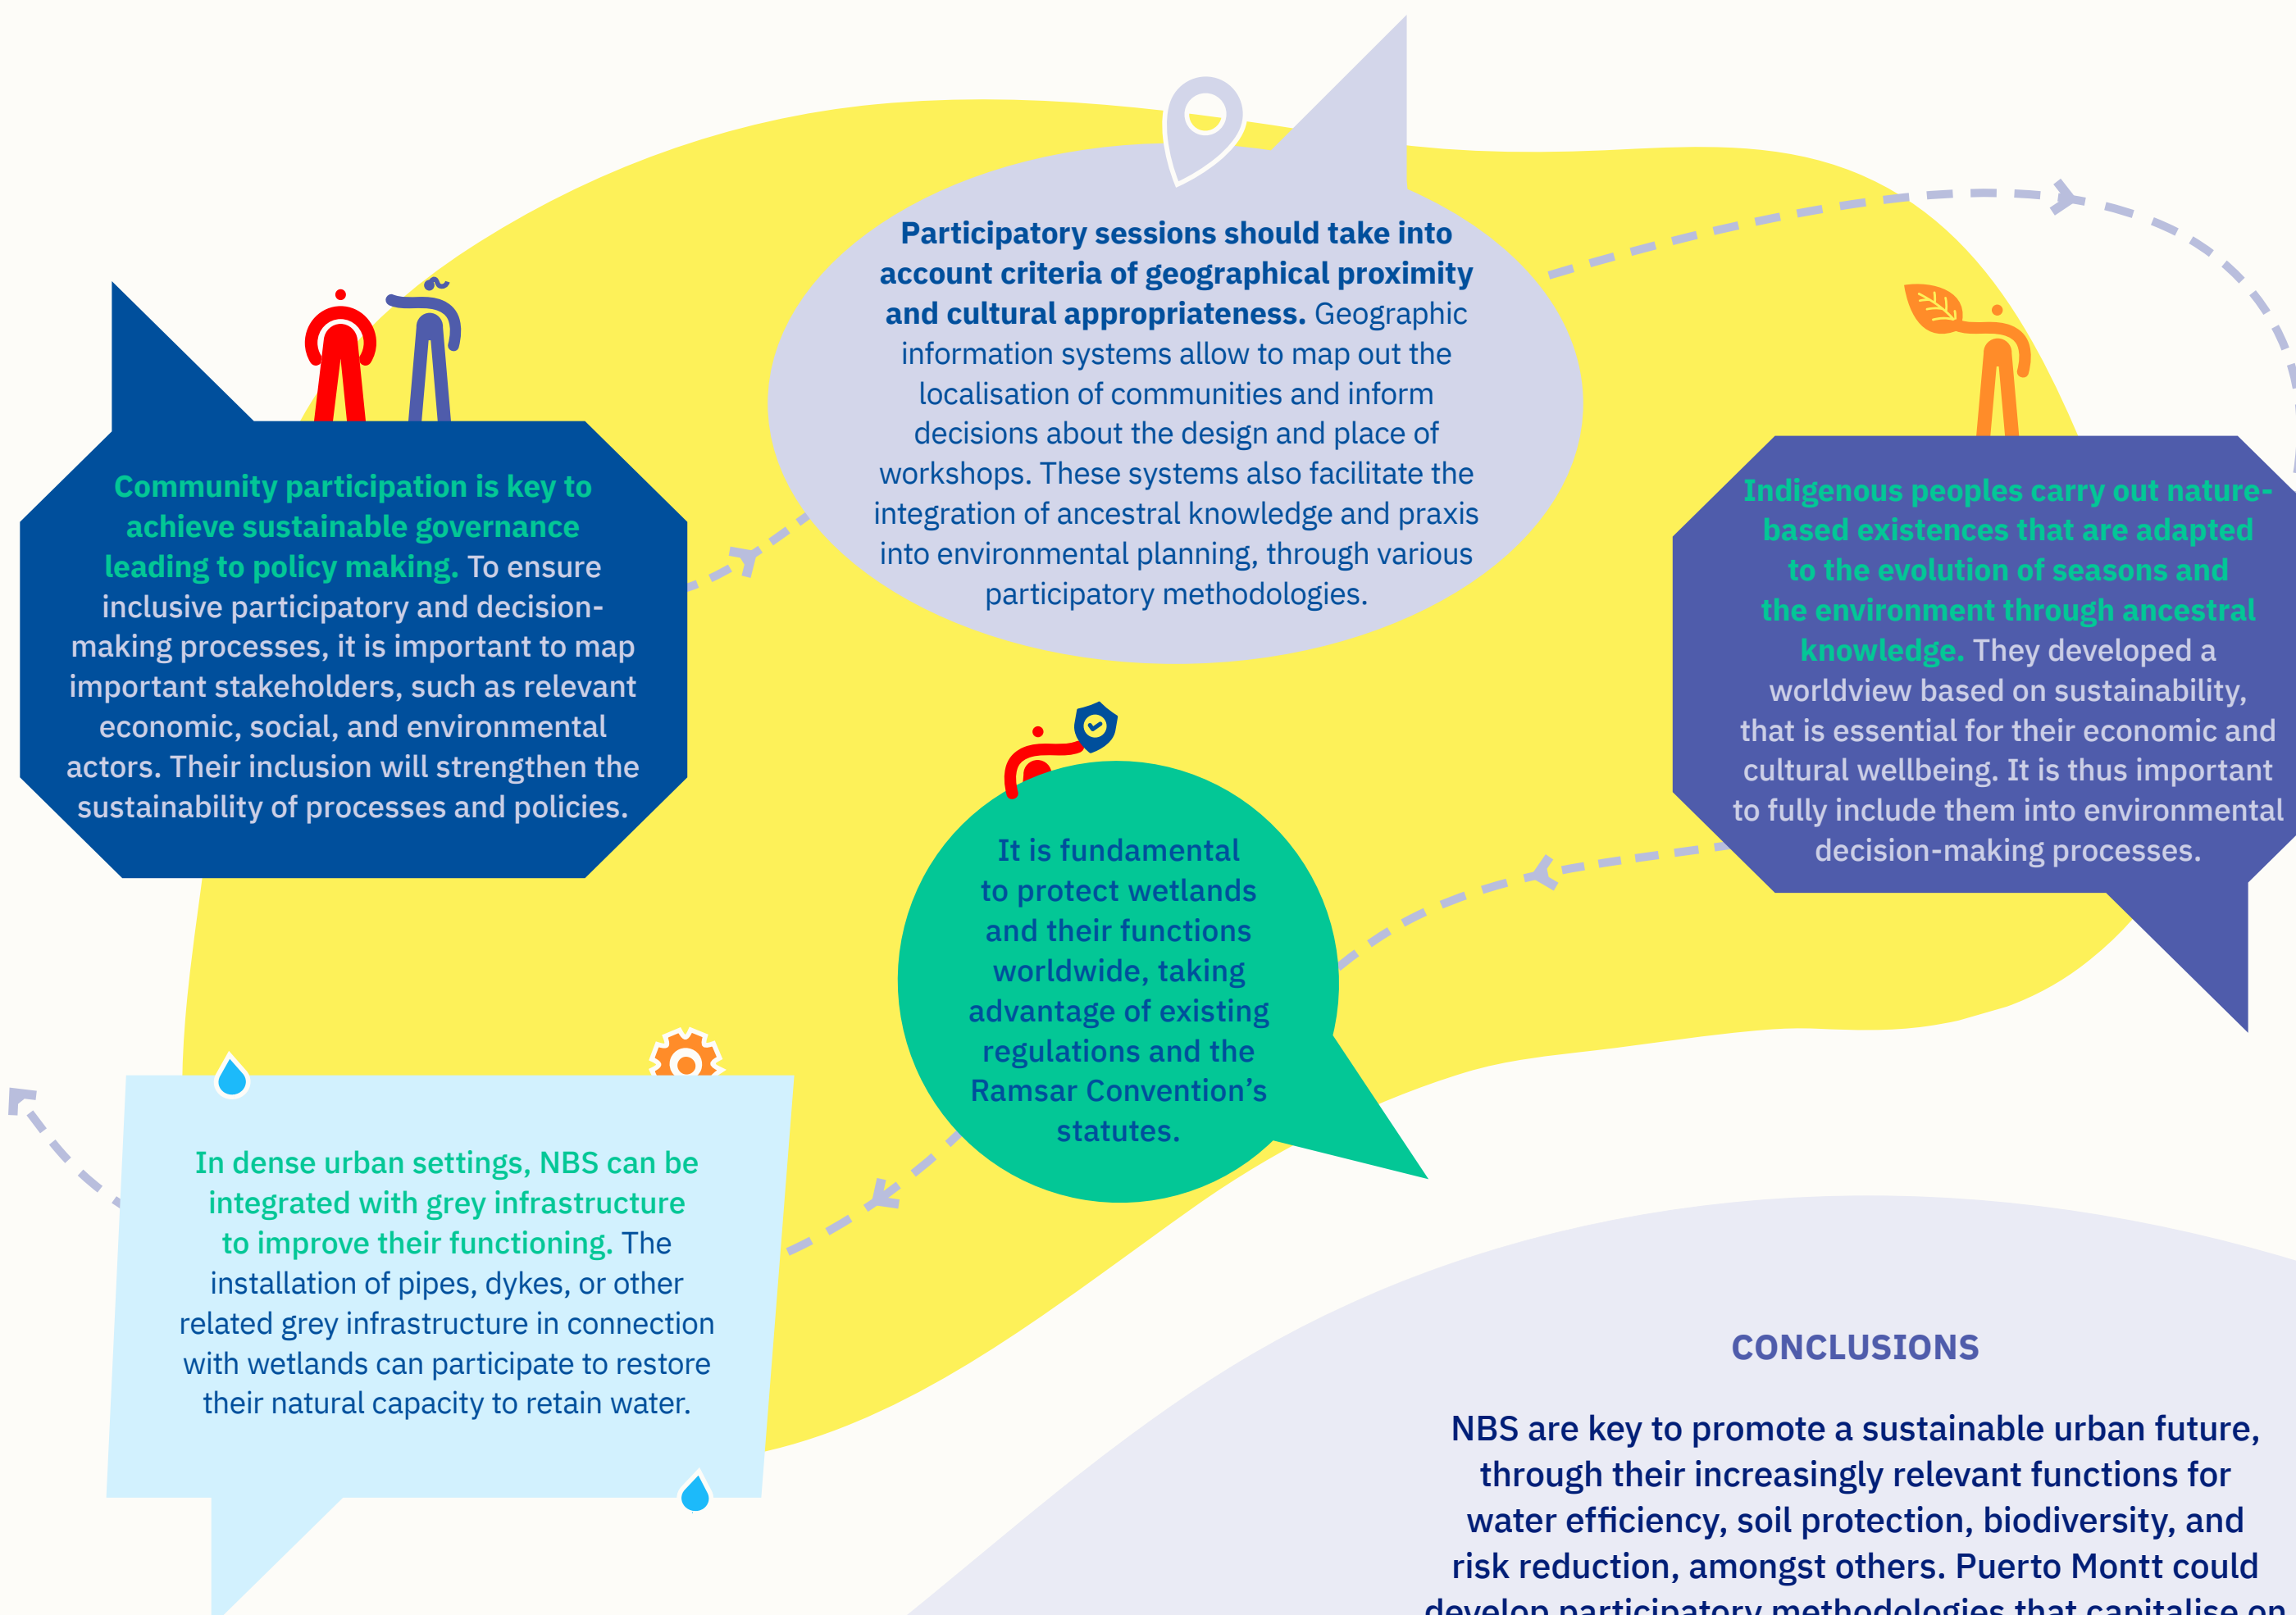 Participatory sessions should take into
account criteria of geographical proximity
and cultural appropriateness. Geographic
information systems allow to map out the
localisation of communities and inform
decisions about the design and place of
workshops. These systems also facilitate the
integration of ancestral knowledge and praxis
into environmental planning, through various
participatory methodologies.
Community participation is key to
achieve sustainable governance
leading to policy making. To ensure
inclusive participatory and decision-
making processes, it is important to map
important stakeholders, such as relevant
economic, social, and environmental
actors. Their inclusion will strengthen the
sustainability of processes and policies.
Indigenous peoples carry out nature-
based existences that are adapted
to the evolution of seasons and
the environment through ancestral
knowledge. They developed a
worldview based on sustainability,
that is essential for their economic and
cultural wellbeing. It is thus important
to fully include them into environmental
decision-making processes.
It is fundamental
to protect wetlands
and their functions
worldwide, taking
advantage of existing
regulations and the
Ramsar Convention’s
statutes.
In dense urban settings, NBS can be
integrated with grey infrastructure
to improve their functioning. The
installation of pipes, dykes, or other
related grey infrastructure in connection
with wetlands can participate to restore
their natural capacity to retain water.
CONCLUSIONS
NBS are key to promote a sustainable urban future,
through their increasingly relevant functions for
water efficiency, soil protection, biodiversity, and
risk reduction, amongst others. Puerto Montt could
develop participatory methodologies that capitalise on